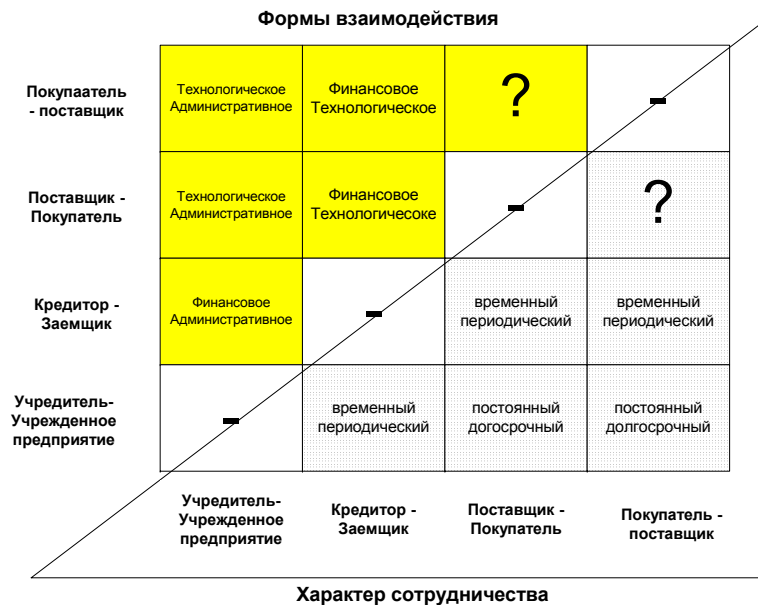 Формы взаимодействия
Покупаатель
- поставщик
Технологическое
Административное
Финансовое
Технологическое
?
-
Поставщик -
Покупатель
Технологическое
Административное
Финансовое
Технологичесоке
-
?
Кредитор -
Заемщик
Финансовое
Административное
-
временный
периодический
временный
периодический
Учредитель-
Учрежденное
предприятие
-
временный
периодический
постоянный
догосрочный
постоянный
долгосрочный
Учредитель-
Учрежденное
предприятие
Кредитор -
Заемщик
Поставщик -
Покупатель
Покупатель -
поставщик
Характер сотрудничества